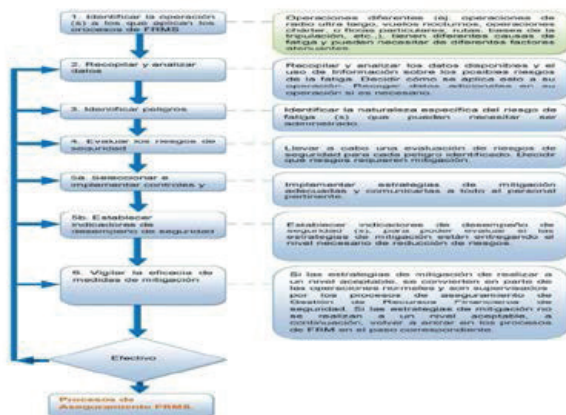 1. Identificar la operación
(s) a los que aplican los
procesos de FRMS
Operaciones diferentes (ej. operaciones de
radio ultra largo, vuelos nocturnos, operaciones
chárter, o flotas particulares, rutas, bases de la
tripulación, etc..), tienen diferentes causas de
fatiga y pueden necesitar de diferentes factores
atenuantes.
2. Recopilar y analizar
datos
Recopilar y analizar los datos disponibles y el
uso de información sobre los posibles riesgos
de la fatiga. Decidir cómo se aplica esto a su
operación. Recoger datos adicionales en su
operación si es necesario.
3. Identificar peligros
Identificar la naturaleza específica del riesgo de
fatiga (s) que pueden necesitar ser
administrado.
4. Evaluar los riesgos de
seguridad
Llevar a cabo una evaluación de riesgos de
seguridad para cada peligro identificado. Decidir
qué riesgos requieren mitigación.
5a. Seleccionar e
implementar controles y
Implementar estrategias de mitigación
adecuadas y comunicarlas a todo el personal
pertinente.
5b. Establecer
indicadores de
desempeño de seguridad
Establecer indicadores de desempeño de
seguridad (s), para poder evaluar si las
estrategias de mitigación están entregando el
nivel necesario de reducción de riesgos.
6. Vigilar la eficacia de
medidas de mitigación
Si las estrategias de mitigación de realizar a
un nivel aceptable, se convierten en parte de
las operaciones normales y son supervisados
por los procesos de aseguramiento de
Gestión de Recursos Financieros de
seguridad. Si las estrategias de mitigación no
se realizan a un nivel aceptable, a
continuación, volver a entrar en los procesos
de FRM en el paso correspondiente.
Efectivo
Procesos de
Aseguramiento FRMS.